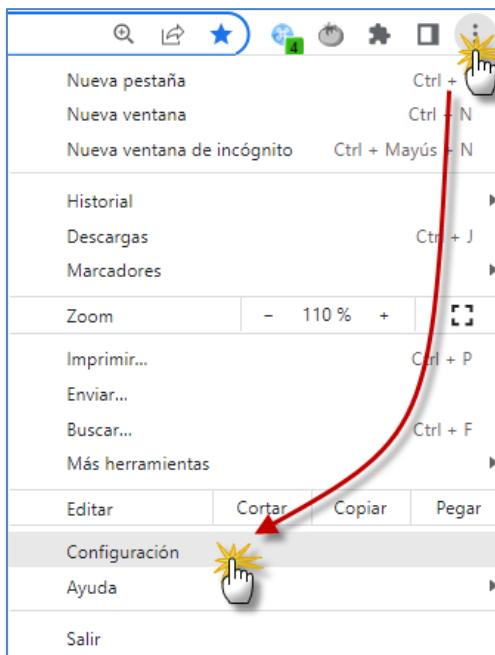 4
Nueva pestaña Ctrl +
Nueva ventana Ctrl + N
Nueva ventana de incógnito Ctrl + Mayús + N
Historial
Descargas Ctrl + J
Marcadores
Zoom - 110 % +
Imprimir... Ctrl + P
Enviar...
Buscar... Ctrl + F
Más herramientas
Editar Cortar Copiar Pegar
Configuración
Ayuda
Salir